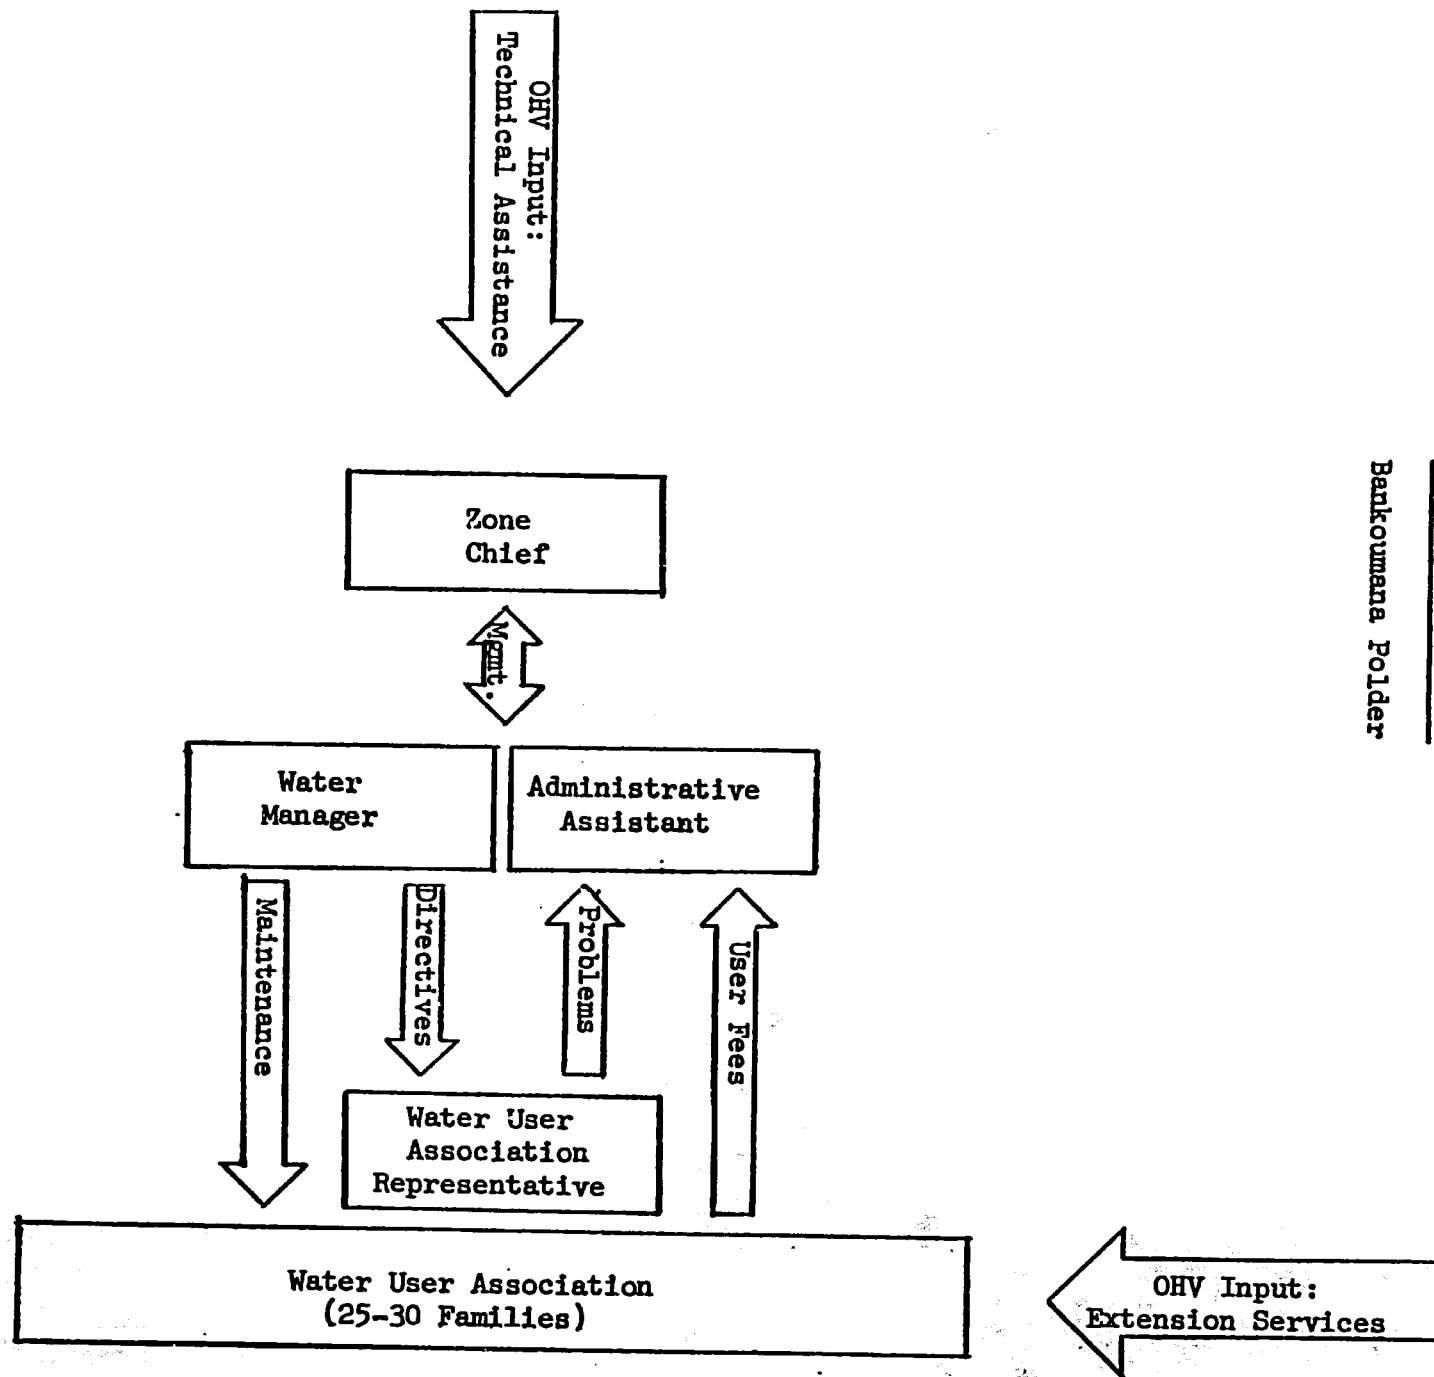 OHV Input:
Technical Assistance
Zone
Chief
Mgmt.
Bankoumana Polder
Water
Manager
Administrative
Assistant
Maintenance
Directives
Problems
User Fees
Water User
Association
Representative
Water User Association
(25-30 Families)
OHV Input:
Extension Services